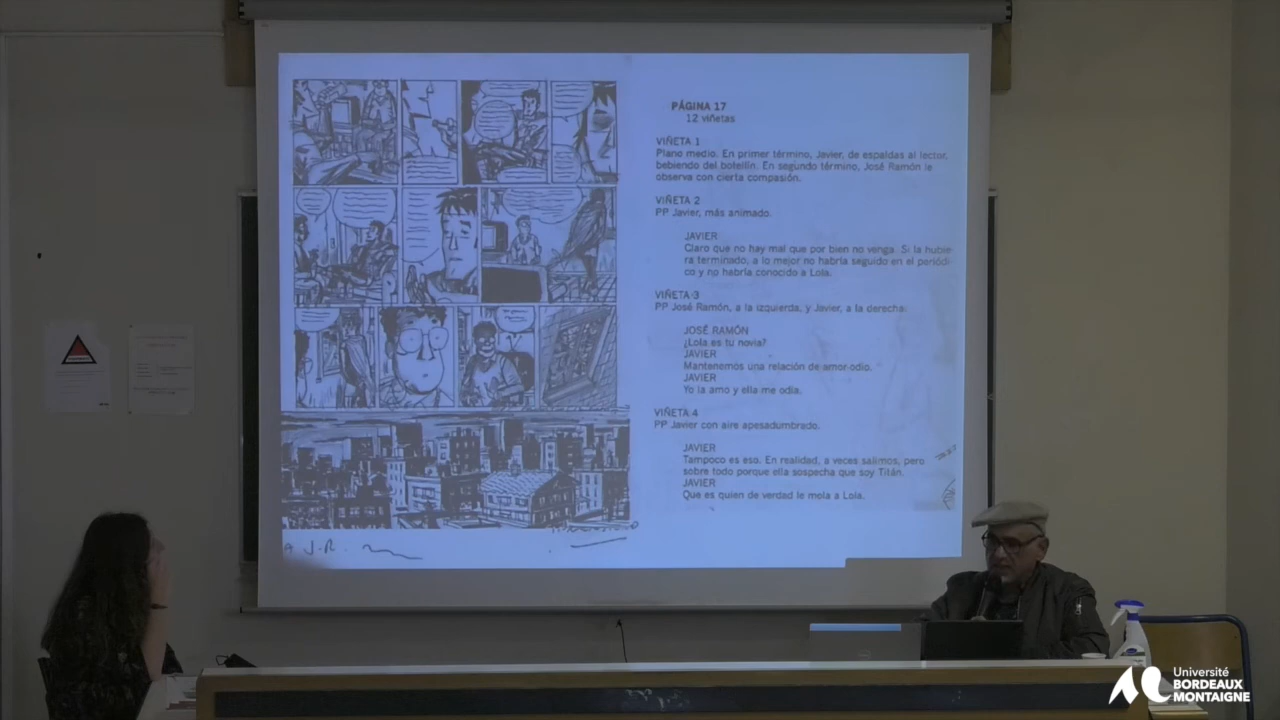 PÁGINA 17
12 viñetas
VIÑETA 1
Plano medio. En primer término, Javier, de espaldas al lector,
bebiendo del botellín. En segundo término, José Ramón le
observa con cierta compasión.
VIÑETA 2
PP Javier, más animado.
JAVIER
Claro que no hay mal que por bien no venga. Si la hubie
ra terminado, a lo mejor no habría seguido en el periódi-
co y no habría conocido a Lola.
VIÑETA 3
PP José Ramón, a la izquierda, y Javier, a la derecha.
JOSÉ RAMÓN
¿Lola es tu novia?
JAVIER
Mantenemos una relación de amor-odio.
JAVIER
Yo la amo y ella me odia.
VIÑETA 4
PP Javier con aire apesadumbrado.
JAVIER
Tampoco es eso. En realidad, a veces salimos, pero
sobre todo porque ella sospecha que soy Titán.
JAVIER
Que es quien de verdad le mola a Lola.
J.R.
Université
BORDEAUX
MONTAIGNE